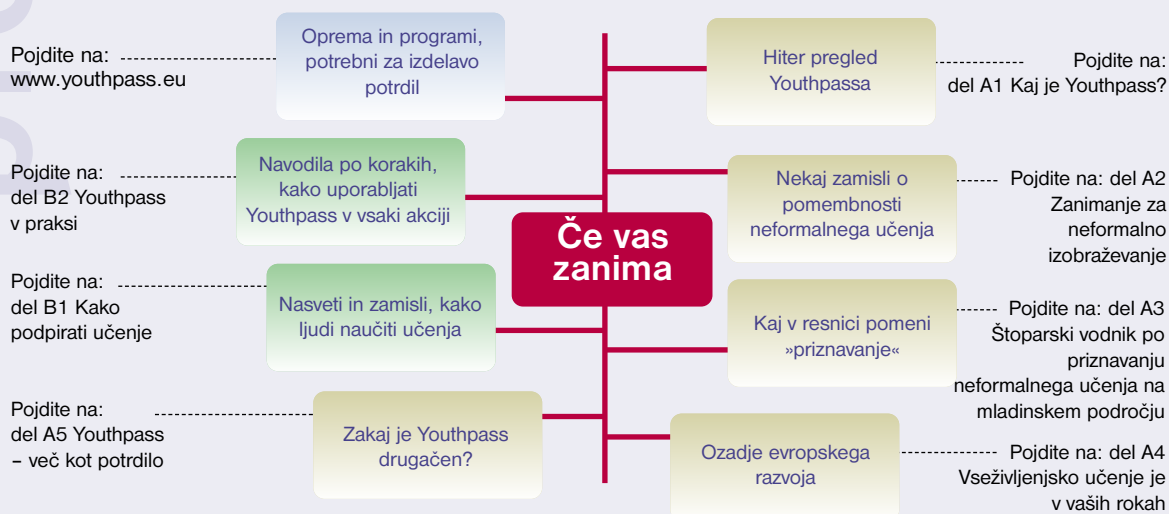 Če vas
zanima
Pojdite na:
www.youthpass.eu
Oprema in programi,
potrebni za izdelavo
potrdil
Pojdite na:
del B2 Youthpass
v praksi
Navodila po korakih,
kako uporabljati
Youthpass v vsaki akciji
Pojdite na:
del B1 Kako
podpirati učenje
Nasveti in zamisli, kako
ljudi naučiti učenja
Pojdite na:
del A5 Youthpass
– več kot potrdilo
Zakaj je Youthpass
drugačen?
Hiter pregled
Youthpassa
Pojdite na:
del A1 Kaj je Youthpass?
Nekaj zamisli o
pomembnosti
neformalnega učenja
Pojdite na: del A2
Zanimanje za
neformalno
izobraževanje
Kaj v resnici pomeni
»priznavanje«
Pojdite na: del A3
Štoparski vodnik po
priznavanju
neformalnega učenja na
mladinskem področju
Ozadje evropskega
razvoja
Pojdite na: del A4
Vseživljenjsko učenje je
v vaših rokah